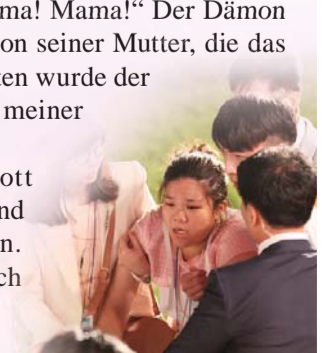 ma! Mama!“ Der Dämon
on seiner Mutter, die das
ten wurde der
meiner
ott
nd
n.
ch